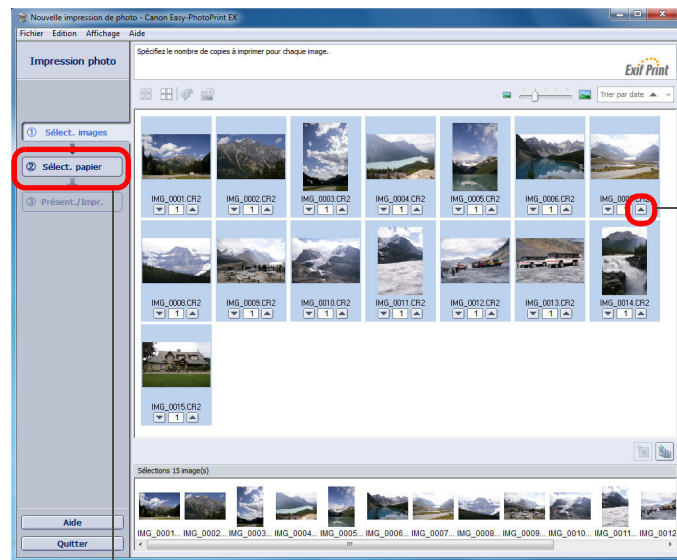 Nouvelle impression de photo - Canon Easy-PhotoPrint EX
Fichier Edition Affichage Aide
Impression photo
Spécifiez le nombre de copies à imprimer pour chaque image.
Exif Print
Trier par date
① Sélect. images
② Sélect. papier
③ Présent./Impr.
IMG_0001.CR2 IMG_0002.CR2 IMG_0003.CR2 IMG_0004.CR2 IMG_0005.CR2 IMG_0006.CR2
1 1 1 1 1 1 1
IMG_0008.CR2 IMG_0009.CR2 IMG_0010.CR2 IMG_0011.CR2 IMG_0012.CR2 IMG_0013.CR2 IMG_0014.CR2
1 1 1 1 1 1 1
IMG_0015.CR2
1
Sélections 15 image(s)
IMG_0001... IMG_0002... IMG_0003... IMG_0004... IMG_0005... IMG_0006... IMG_0007... IMG_0008... IMG_0009... IMG_0010... IMG_0011... IMG_0012
Aide
Quitter